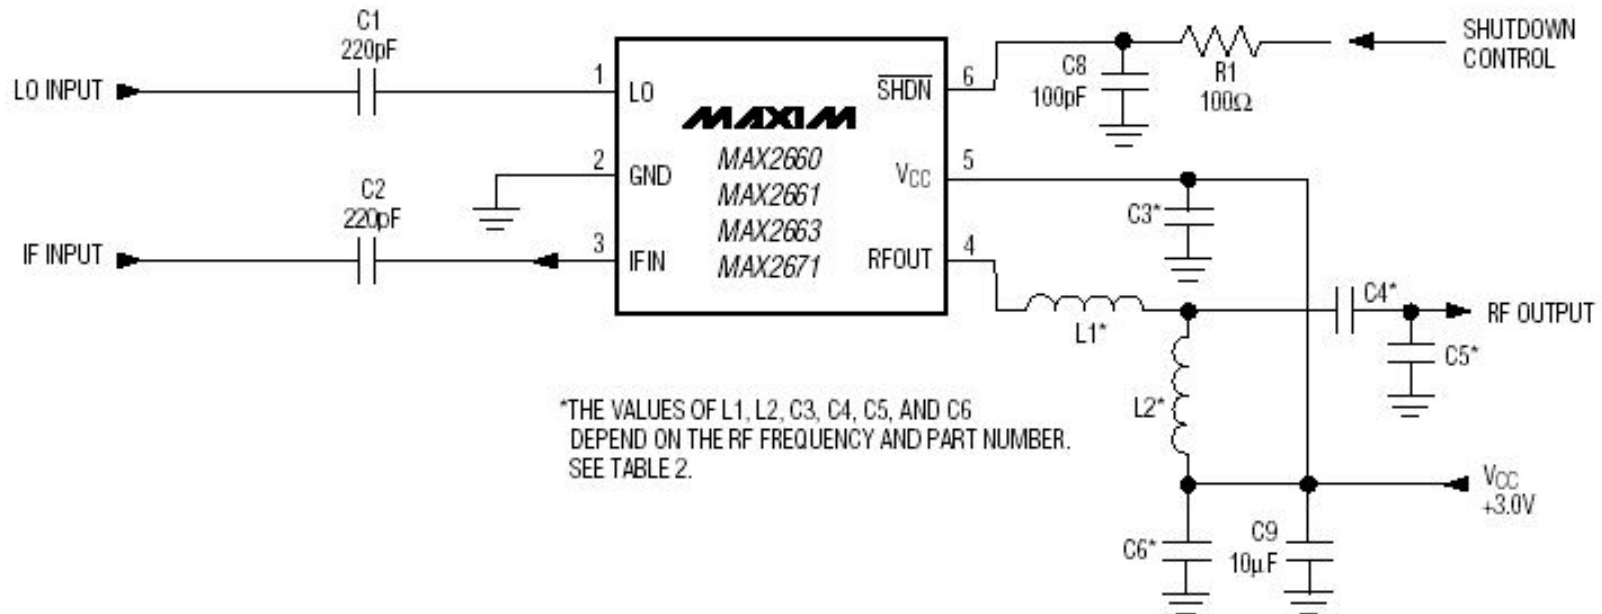 C1
220pF
LO INPUT
1
LO
SHDN
6
C8
100pF
R1
100Ω
SHUTDOWN
CONTROL
MAXIM
MAX2660
MAX2661
MAX2663
MAX2671
2
GND
VCC
5
C2
220pF
IF INPUT
3
IFIN
RFOUT
4
C3*
L1*
C4*
RF OUTPUT
C5*
L2*
*THE VALUES OF L1, L2, C3, C4, C5, AND C6
DEPEND ON THE RF FREQUENCY AND PART NUMBER.
SEE TABLE 2.
VCC
+3.0V
C6*
C9
10µF